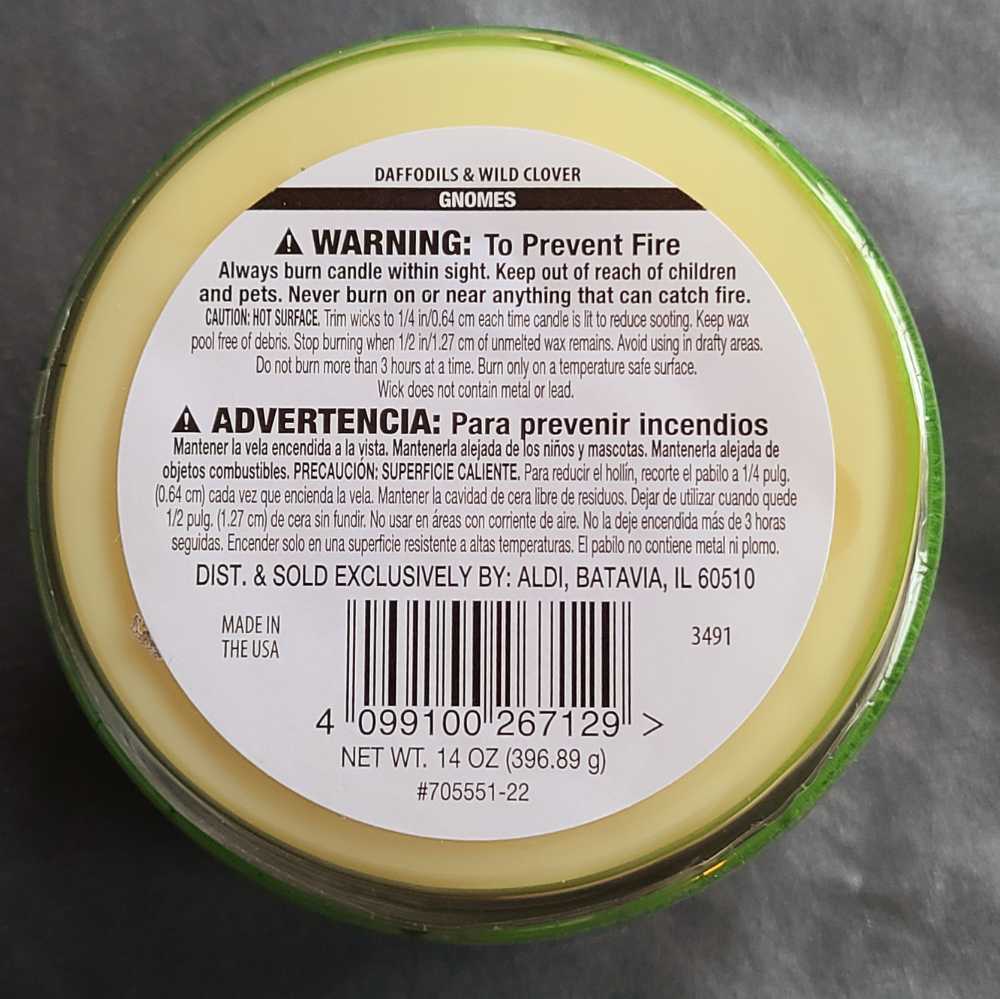 DAFFODILS & WILD CLOVER
GNOMES
⚠ WARNING: To Prevent Fire
Always burn candle within sight. Keep out of reach of children
and pets. Never burn on or near anything that can catch fire.
CAUTION: HOT SURFACE. Trim wicks to 1/4 in/0.64 cm each time candle is lit to reduce sooting. Keep wax
pool free of debris. Stop burning when 1/2 in/1.27 cm of unmelted wax remains. Avoid using in drafty areas.
Do not burn more than 3 hours at a time. Burn only on a temperature safe surface.
Wick does not contain metal or lead.
⚠ ADVERTENCIA: Para prevenir incendios
Mantener la vela encendida a la vista. Mantenerla alejada de los niños y mascotas. Mantenerla alejada de
objetos combustibles. PRECAUCIÓN: SUPERFICIE CALIENTE. Para reducir el hollín, recorte el pabilo a 1/4 pulg.
(0.64 cm) cada vez que encienda la vela. Mantener la cavidad de cera libre de residuos. Dejar de utilizar cuando quede
1/2 pulg. (1.27 cm) de cera sin fundir. No usar en áreas con corriente de aire. No la deje encendida más de 3 horas
seguidas. Encender solo en una superficie resistente a altas temperaturas. El pabilo no contiene metal ni plomo.
DIST. & SOLD EXCLUSIVELY BY: ALDI, BATAVIA, IL 60510
MADE IN
THE USA
3491
4 099100 267129 >
NET WT. 14 OZ (396.89 g)
#705551-22